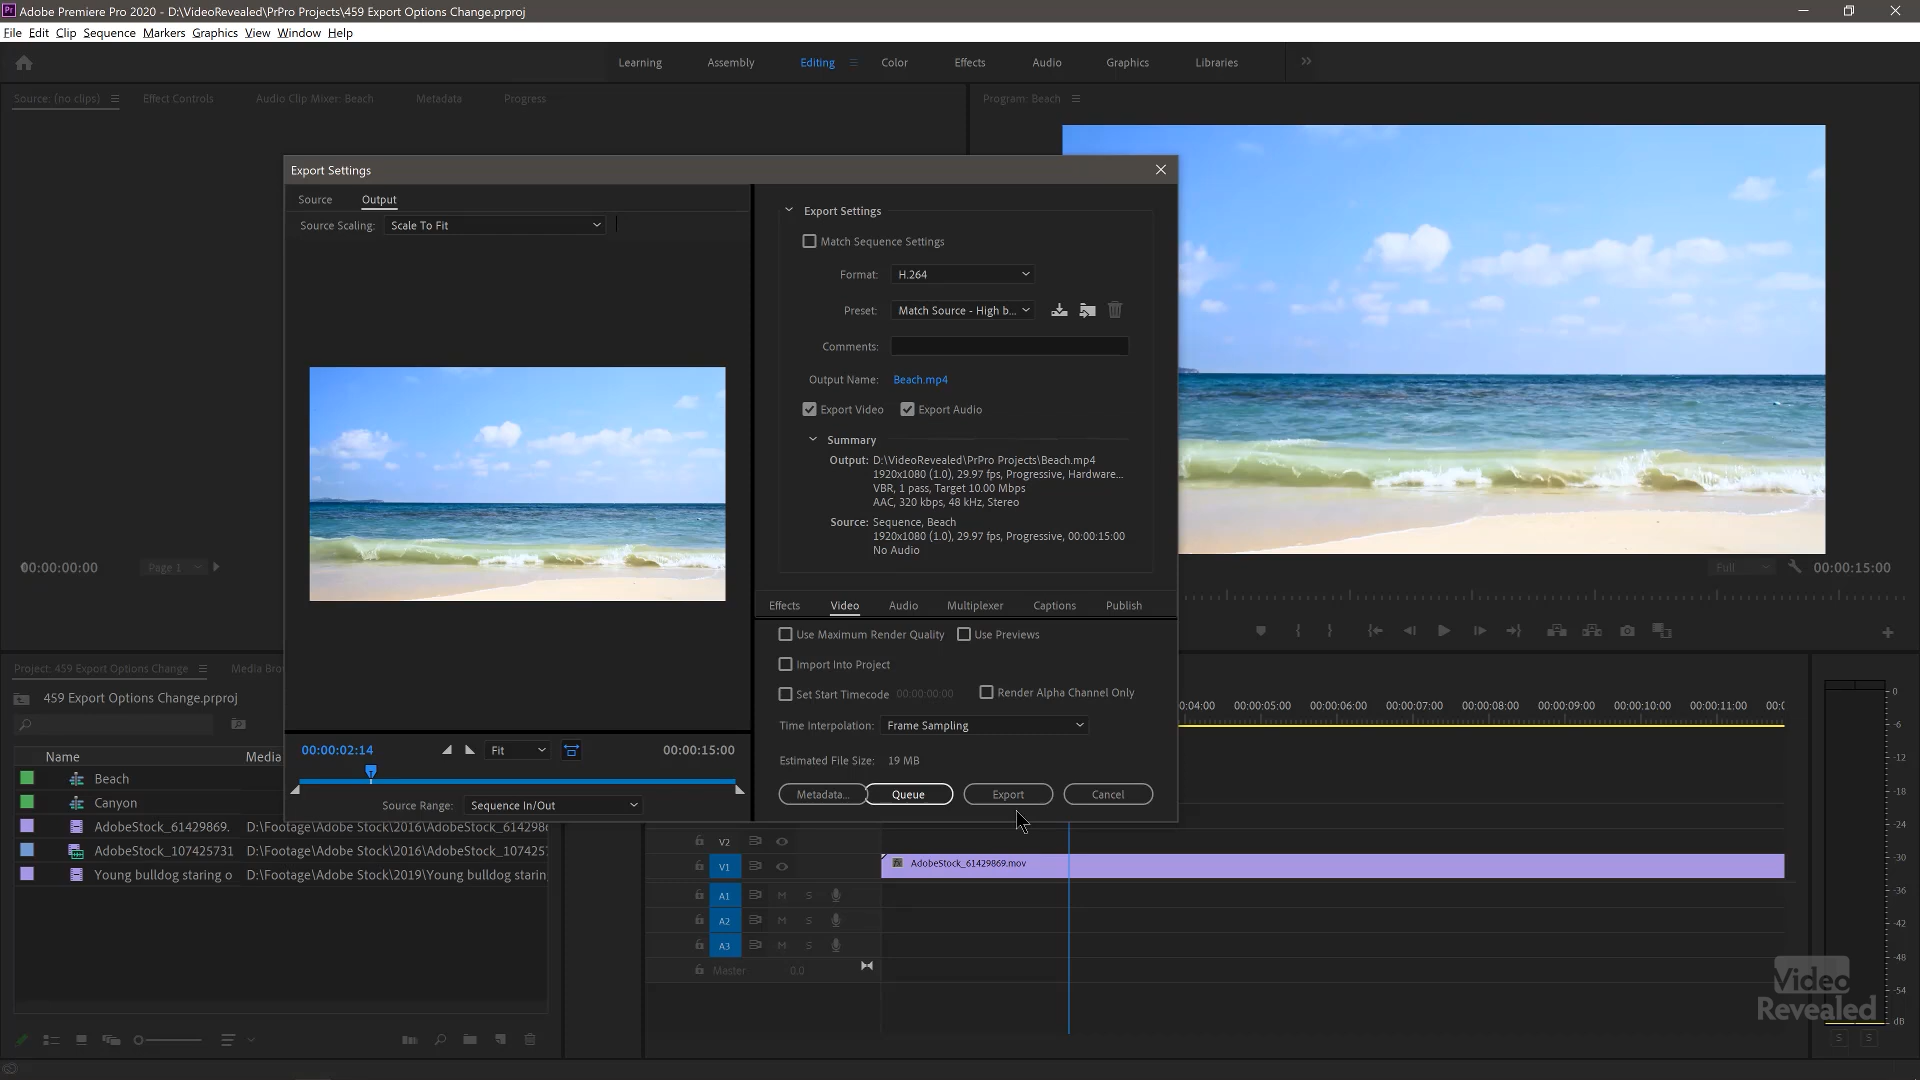 Pr Adobe Premiere Pro 2020 - D:\VideoRevealed\PrPro Projects\459 Export Options Change.prproj
File Edit Clip Sequence Markers Graphics View Window Help
Learning Assembly Editing Color Effects Audio Graphics Libraries
Source: (no clips) Effect Controls Audio Clip Mixer: Beach Metadata Progress
Program: Beach
Export Settings
Source Output
Source Scaling: Scale To Fit
Export Settings
Match Sequence Settings
Format: H.264
Preset: Match Source - High b...
Comments:
Output Name: Beach.mp4
Export Video Export Audio
Summary
Output: D:\VideoRevealed\PrPro Projects\Beach.mp4
1920x1080 (1.0), 29.97 fps, Progressive, Hardware...
VBR, 1 pass, Target 10.00 Mbps
AAC, 320 kbps, 48 kHz, Stereo
Source: Sequence, Beach
1920x1080 (1.0), 29.97 fps, Progressive, 00:00:15:00
No Audio
Effects Video Audio Multiplexer Captions Publish
Use Maximum Render Quality Use Previews
Import Into Project
Set Start Timecode 00:00:00:00 Render Alpha Channel Only
Time Interpolation: Frame Sampling
Estimated File Size: 19 MB
Metadata... Queue Export Cancel
00:00:02:14 Fit 00:00:15:00
Source Range: Sequence In/Out
00:00:00:00 Page 1
Full 00:00:15:00
Project: 459 Export Options Change Media Bro
459 Export Options Change.prproj
Name Media
Beach
Canyon
AdobeStock_61429869. D:\Footage\Adobe Stock\2016\AdobeStock_614298
AdobeStock_107425731 D:\Footage\Adobe Stock\2016\AdobeStock_107425
Young bulldog staring o D:\Footage\Adobe Stock\2019\Young bulldog starin
0:04:00 00:00:05:00 00:00:06:00 00:00:07:00 00:00:08:00 00:00:09:00 00:00:10:00 00:00:11:00 00:0
V2
V1 AdobeStock_61429869.mov
A1 M S
A2 M S
A3 M S
Master 0.0
0
-6
-12
-18
-24
-30
-36
-42
-48
-54
dB
S S
Video
Revealed